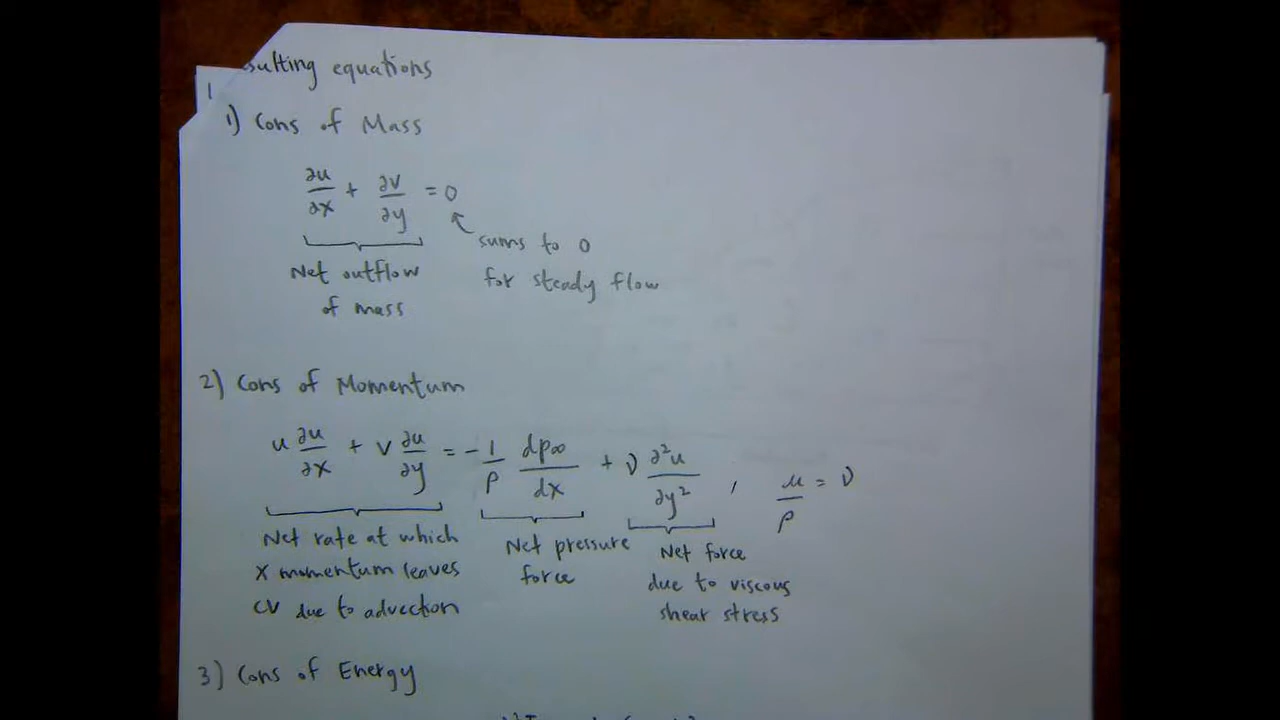 sulting equations
1
1) Cons of Mass
∂u/∂x + ∂v/∂y = 0
sums to 0
Net outflow
for steady flow
of mass
2) Cons of Momentum
u ∂u/∂x + v ∂u/∂y = - 1/ρ dp∞/dx + ν ∂²u/∂y² , μ/ρ = ν
Net rate at which
x momentum leaves
CV due to advection
Net pressure
force
Net force
due to viscous
shear stress
3) Cons of Energy